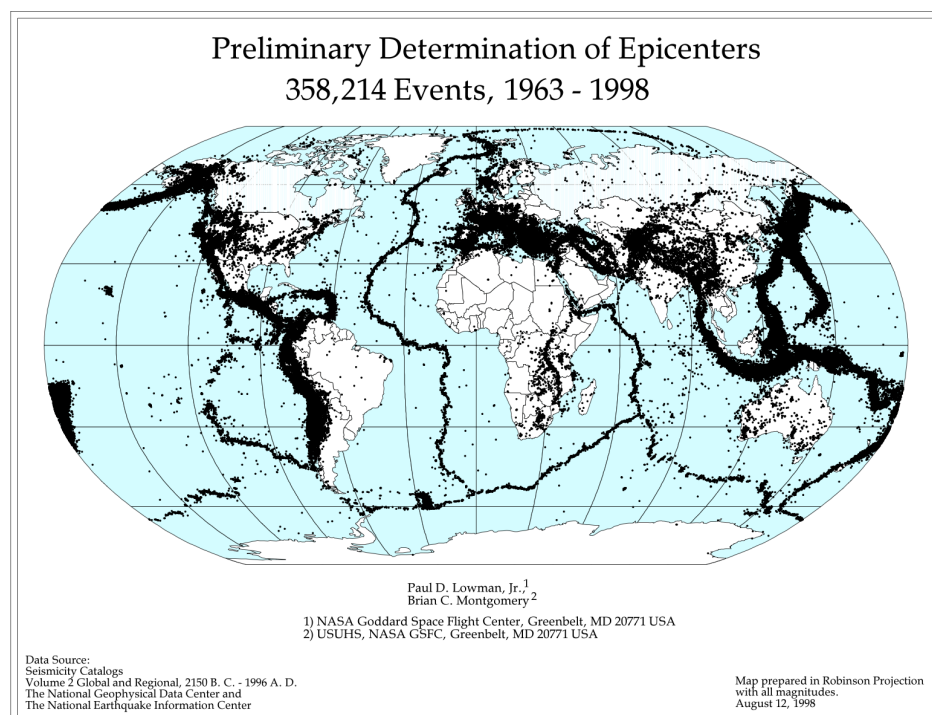 Preliminary Determination of Epicenters
358,214 Events, 1963 - 1998
Paul D. Lowman, Jr.,1
Brian C. Montgomery 2
1) NASA Goddard Space Flight Center, Greenbelt, MD 20771 USA
2) USUHS, NASA GSFC, Greenbelt, MD 20771 USA
Data Source:
Seismicity Catalogs
Volume 2 Global and Regional, 2150 B. C. - 1996 A. D.
The National Geophysical Data Center and
The National Earthquake Information Center
Map prepared in Robinson Projection
with all magnitudes.
August 12, 1998